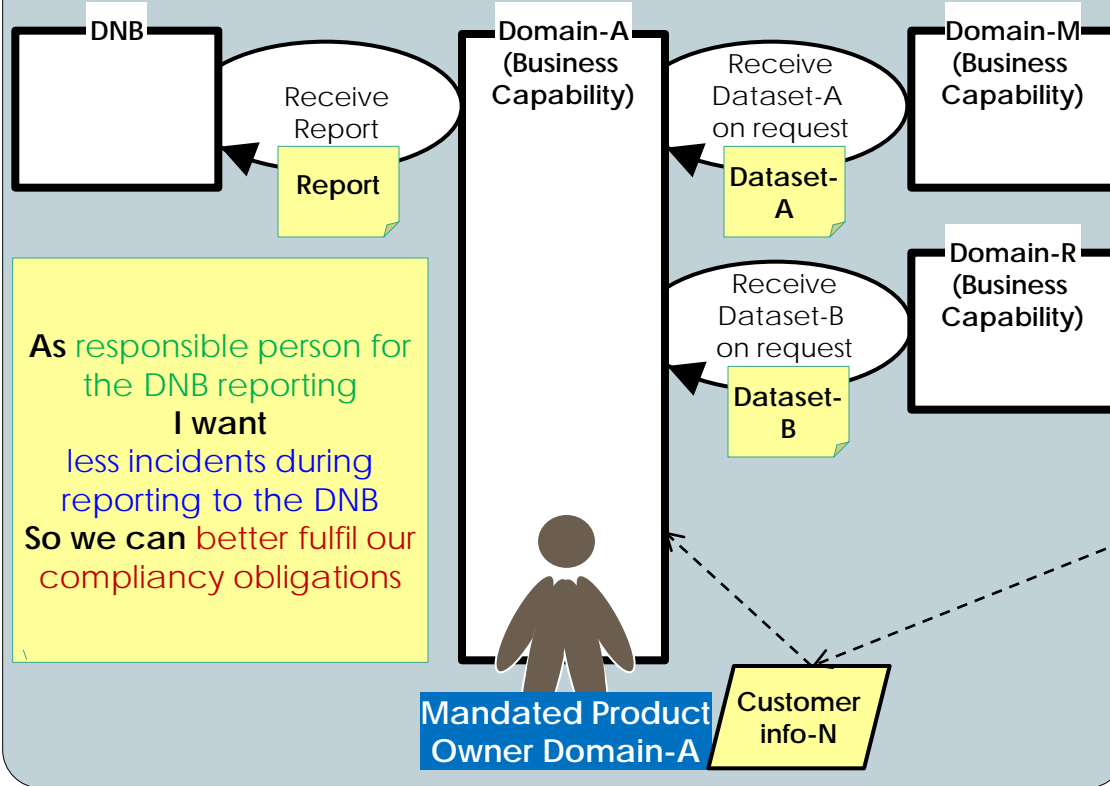 DNB
Receive
Report
Report
Domain-A
(Business
Capability)
Receive
Dataset-A
on request
Dataset-
A
Domain-M
(Business
Capability)
Receive
Dataset-B
on request
Dataset-
B
Domain-R
(Business
Capability)
As responsible person for
the DNB reporting
I want
less incidents during
reporting to the DNB
So we can better fulfil our
compliancy obligations
\
Mandated Product
Owner Domain-A
Customer
info-N